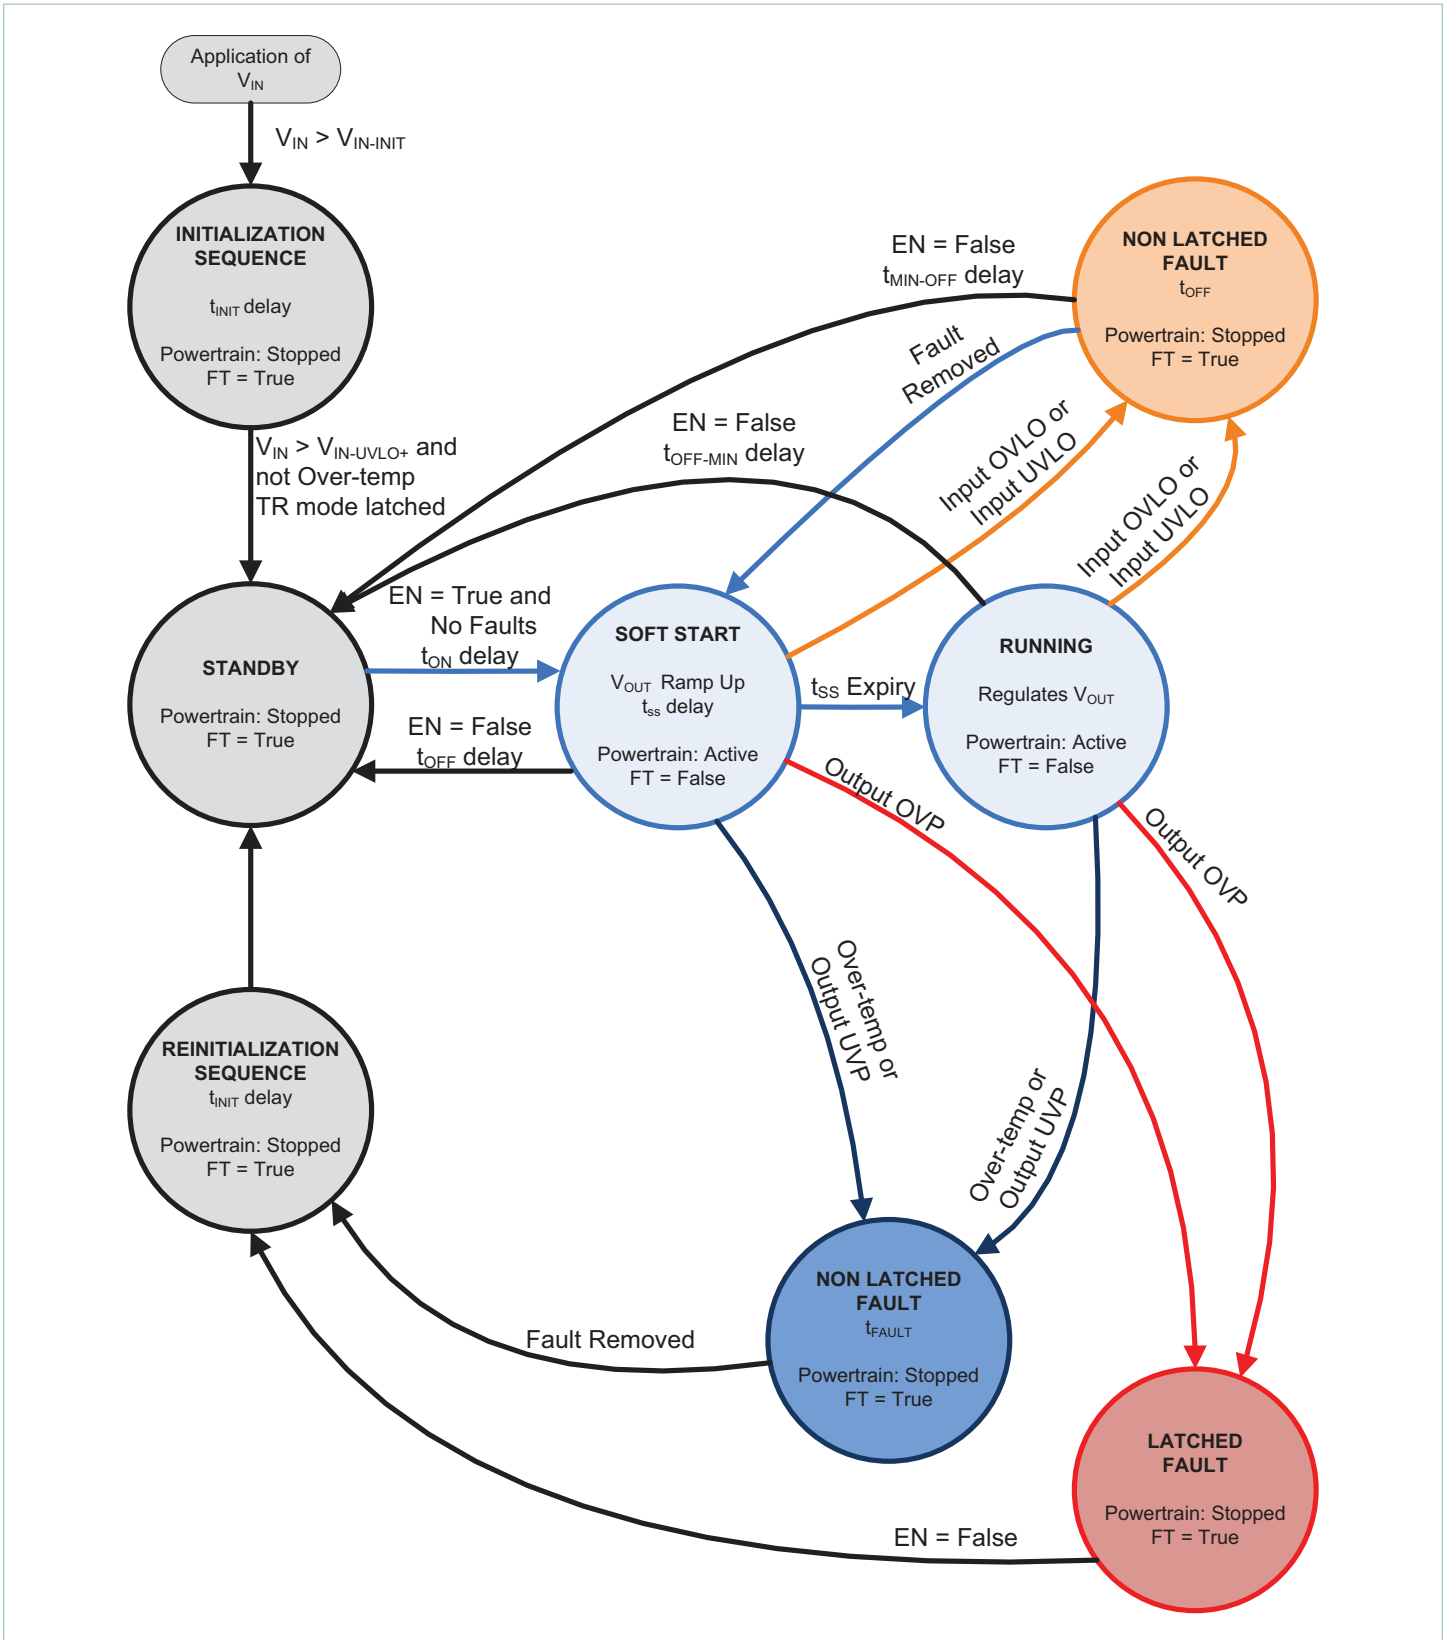 Application of
VIN
VIN > VIN-INIT
INITIALIZATION
SEQUENCE
tINIT delay
Powertrain: Stopped
FT = True
VIN > VIN-UVLO+ and
not Over-temp
TR mode latched
EN = False
tMIN-OFF delay
NON LATCHED
FAULT
tOFF
Powertrain: Stopped
FT = True
Fault
Removed
EN = False
tOFF-MIN delay
Input OVLO or
Input UVLO
Input OVLO or
Input UVLO
STANDBY
Powertrain: Stopped
FT = True
EN = True and
No Faults
tON delay
EN = False
tOFF delay
SOFT START
VOUT Ramp Up
tss delay
Powertrain: Active
FT = False
tSS Expiry
RUNNING
Regulates VOUT
Powertrain: Active
FT = False
Output OVP
Output OVP
Over-temp or
Output UVP
Over-temp or
Output UVP
REINITIALIZATION
SEQUENCE
tINIT delay
Powertrain: Stopped
FT = True
Fault Removed
NON LATCHED
FAULT
tFAULT
Powertrain: Stopped
FT = True
LATCHED
FAULT
Powertrain: Stopped
FT = True
EN = False